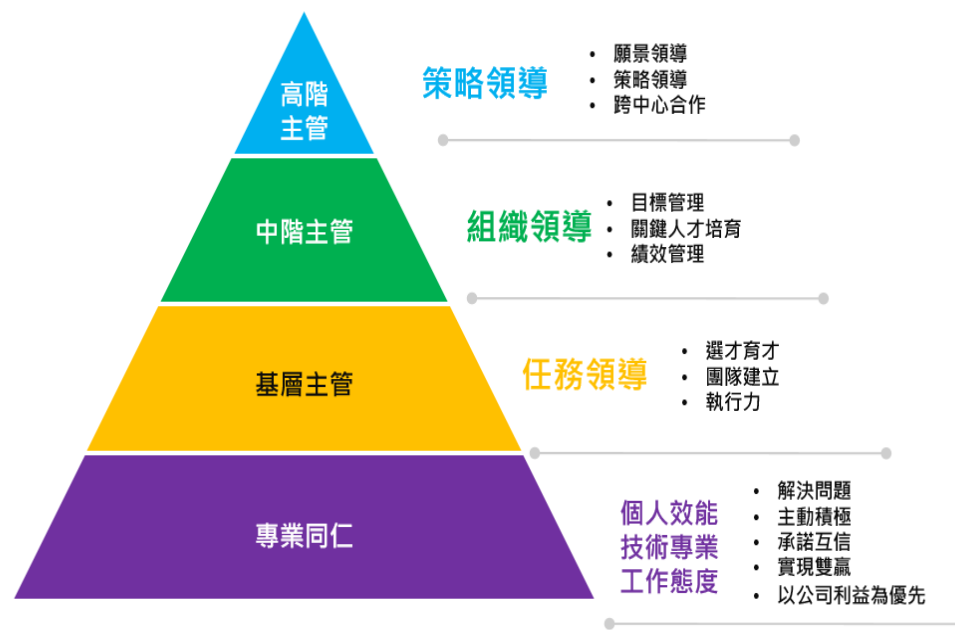 高階
主管
策略領導
• 願景領導
• 策略領導
• 跨中心合作
中階主管
組織領導
• 目標管理
• 關鍵人才培育
• 績效管理
基層主管
任務領導
• 選才育才
• 團隊建立
• 執行力
專業同仁
個人效能
技術專業
工作態度
• 解決問題
• 主動積極
• 承諾互信
• 實現雙贏
• 以公司利益為優先